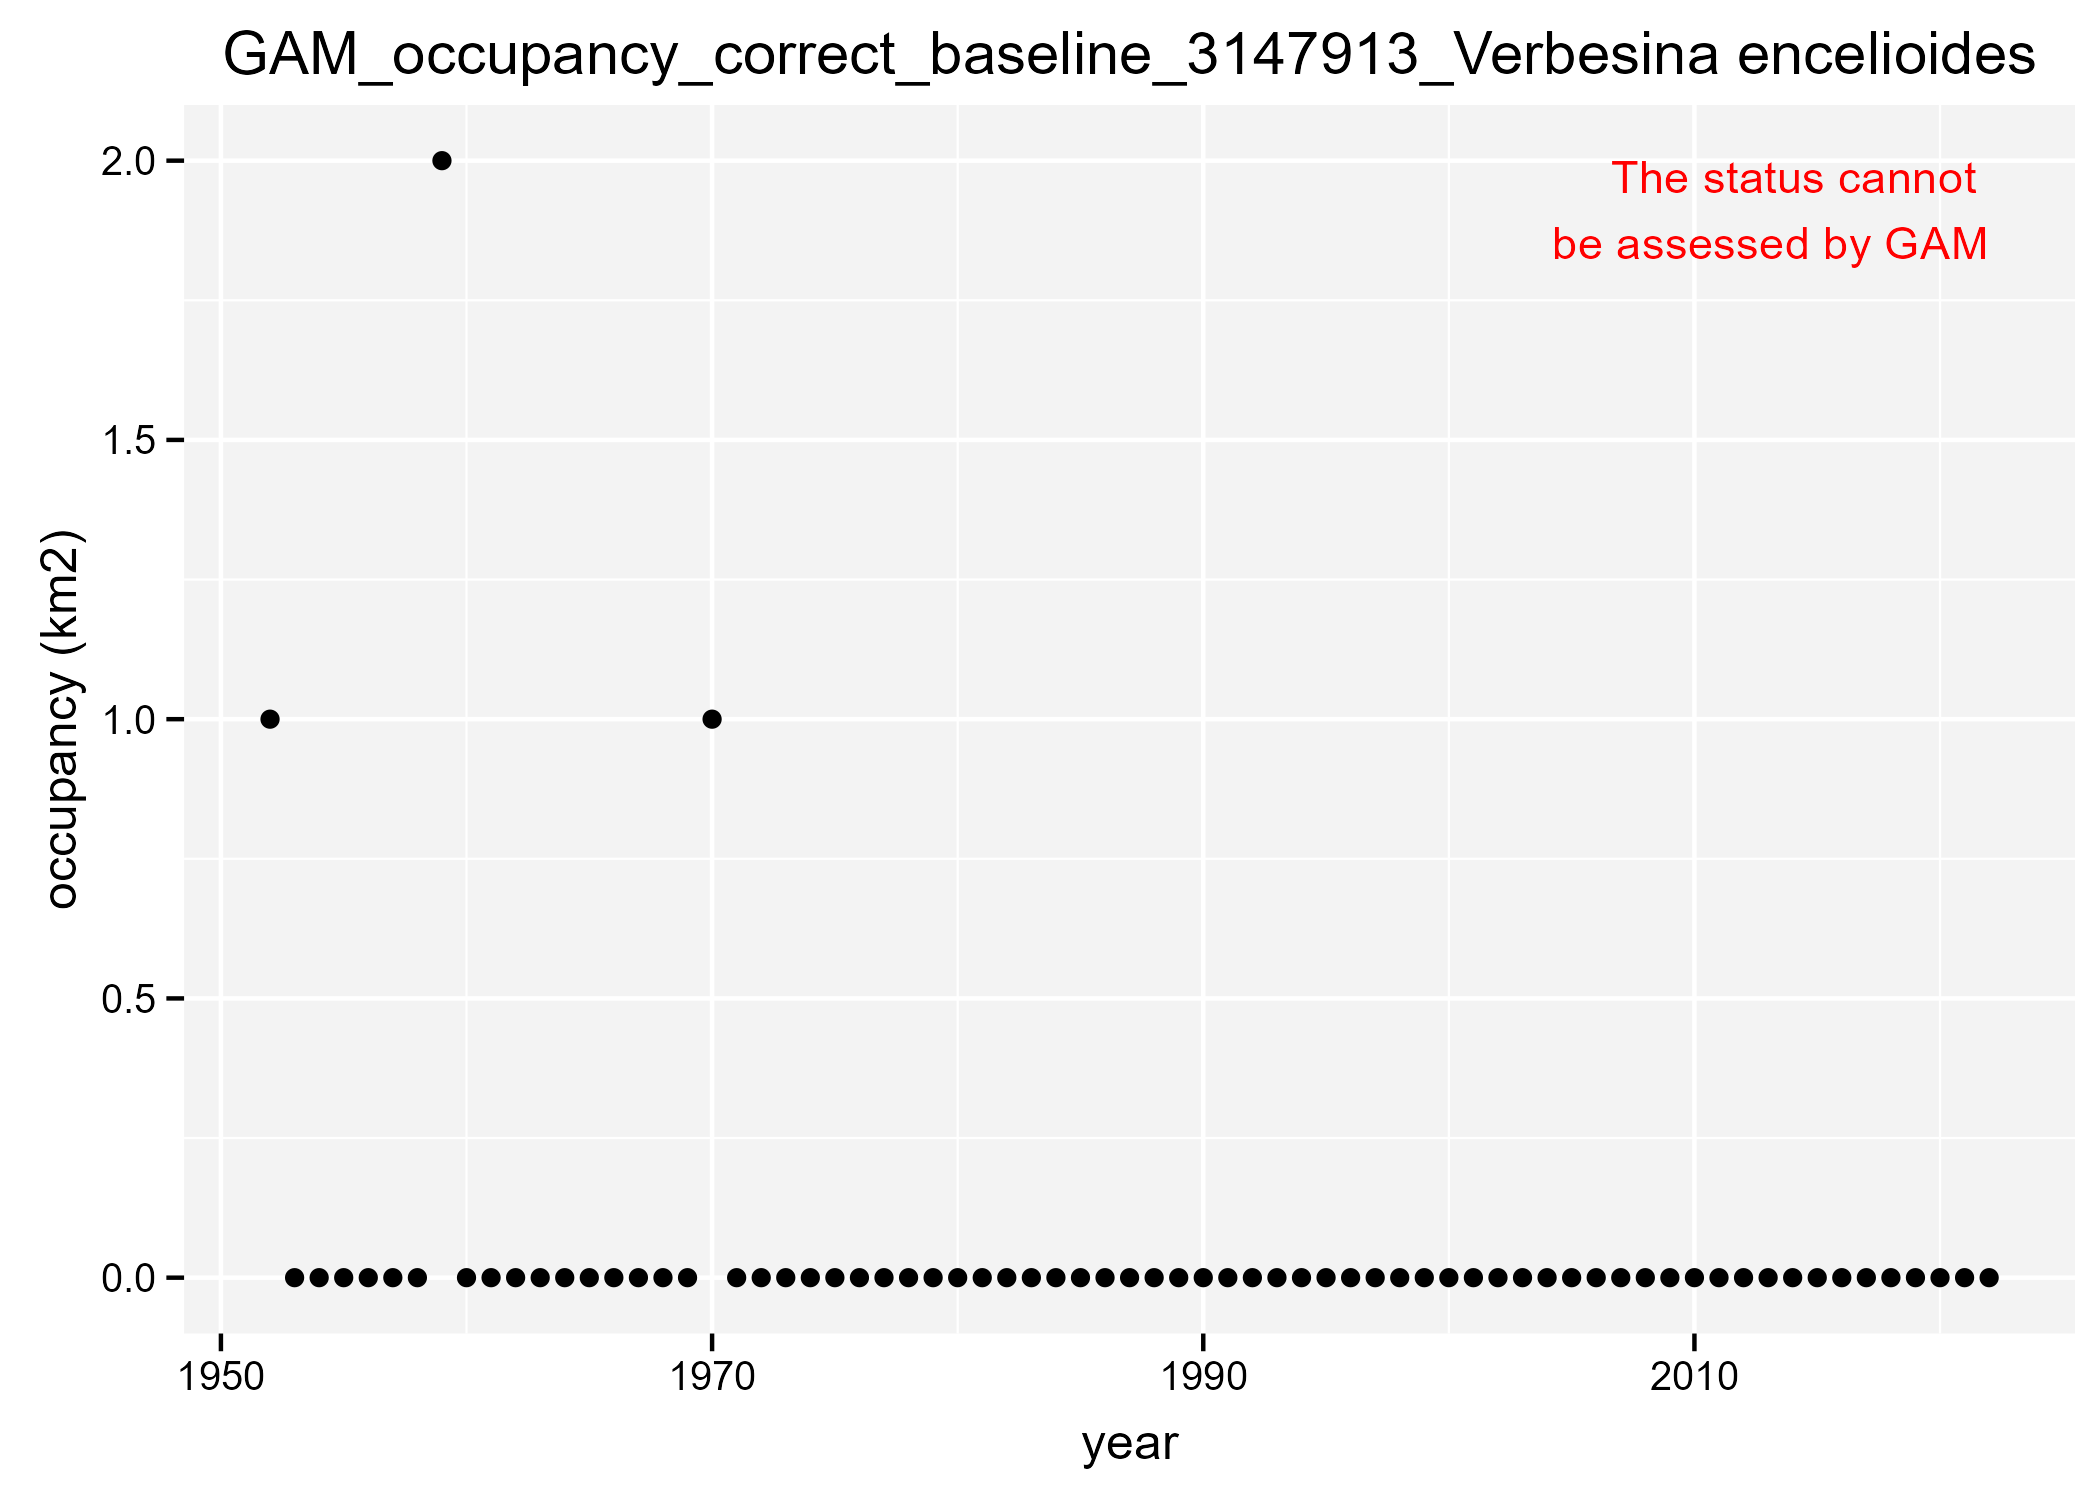 GAM_occupancy_correct_baseline_3147913_Verbesina encelioides
2.0
The status cannot
be assessed by GAM
1.5
occupancy (km2)
1.0
0.5
0.0
1950 1970 1990 2010
year